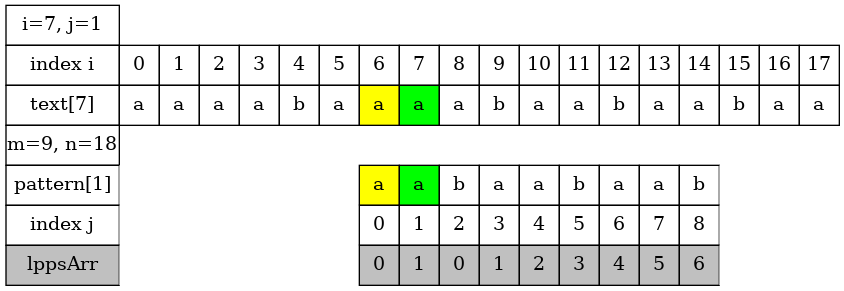 i=7, j=1
index i 0 1 2 3 4 5 6 7 8 9 10 11 12 13 14 15 16 17
text[7] a a a a b a a a a b a a b a a b a a
m=9, n=18
pattern[1] a a b a a b a a b
index j 0 1 2 3 4 5 6 7 8
lppsArr 0 1 0 1 2 3 4 5 6